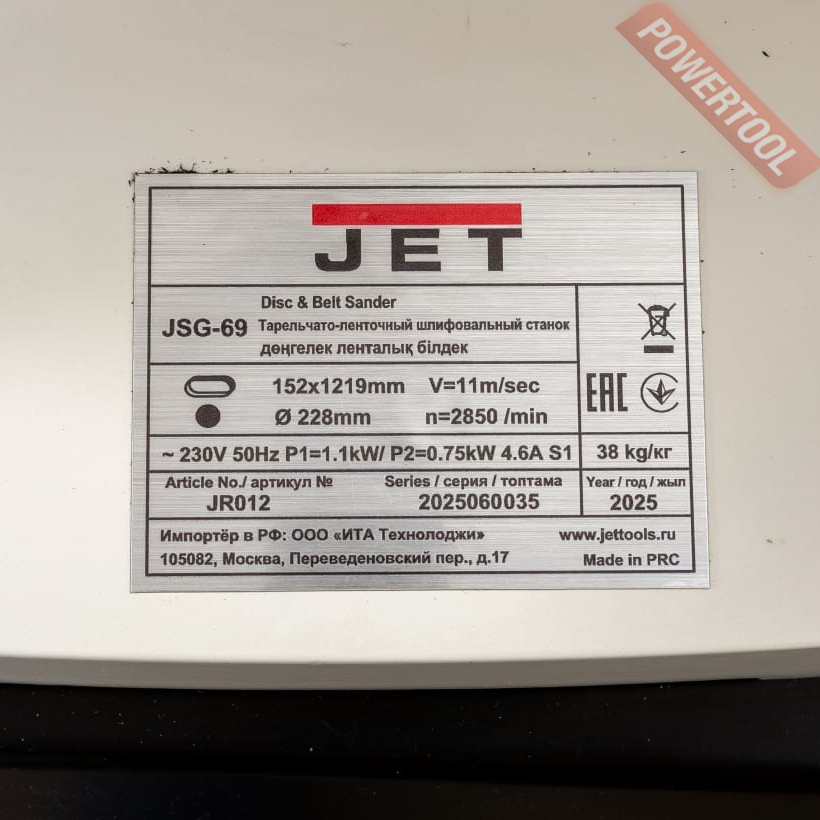 POWERTOOL
JET
Disc & Belt Sander
JSG-69 Тарельчато-ленточный шлифовальный станок
дөңгелек ленталық білдек
152x1219mm V=11m/sec
Ø 228mm n=2850 /min
EAC
~ 230V 50Hz P1=1.1kW/ P2=0.75kW 4.6A S1 38 kg/кг
Article No./ артикул № Series / серия / топтама Year / год / жыл
JR012 2025060035 2025
Импортёр в РФ: ООО «ИТА Технолоджи» www.jettools.ru
105082, Москва, Переведеновский пер., д.17 Made in PRC